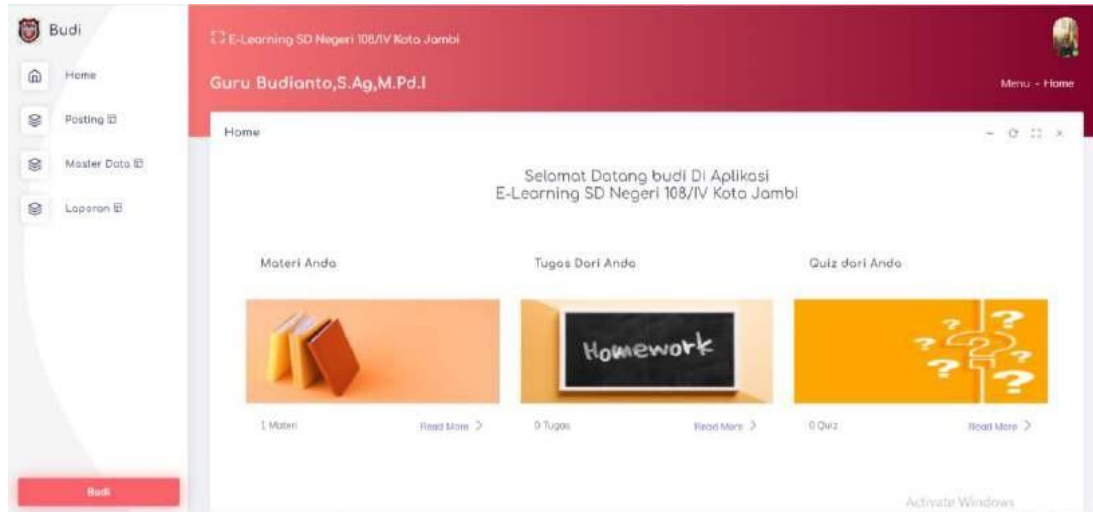 Budi
Home
Posting
Master Data
Laporan
Budi
E-Learning SD Negeri 108/IV Kota Jambi
Guru Budianto,S.Ag,M.Pd.I
Menu - Home
Home
Selamat Datang budi Di Aplikasi
E-Learning SD Negeri 108/IV Kota Jambi
Materi Anda
Tugas Dari Anda
Quiz dari Anda
Homework
1 Materi
Read More
0 Tugas
Read More
0 Quiz
Read More
Activate Windows